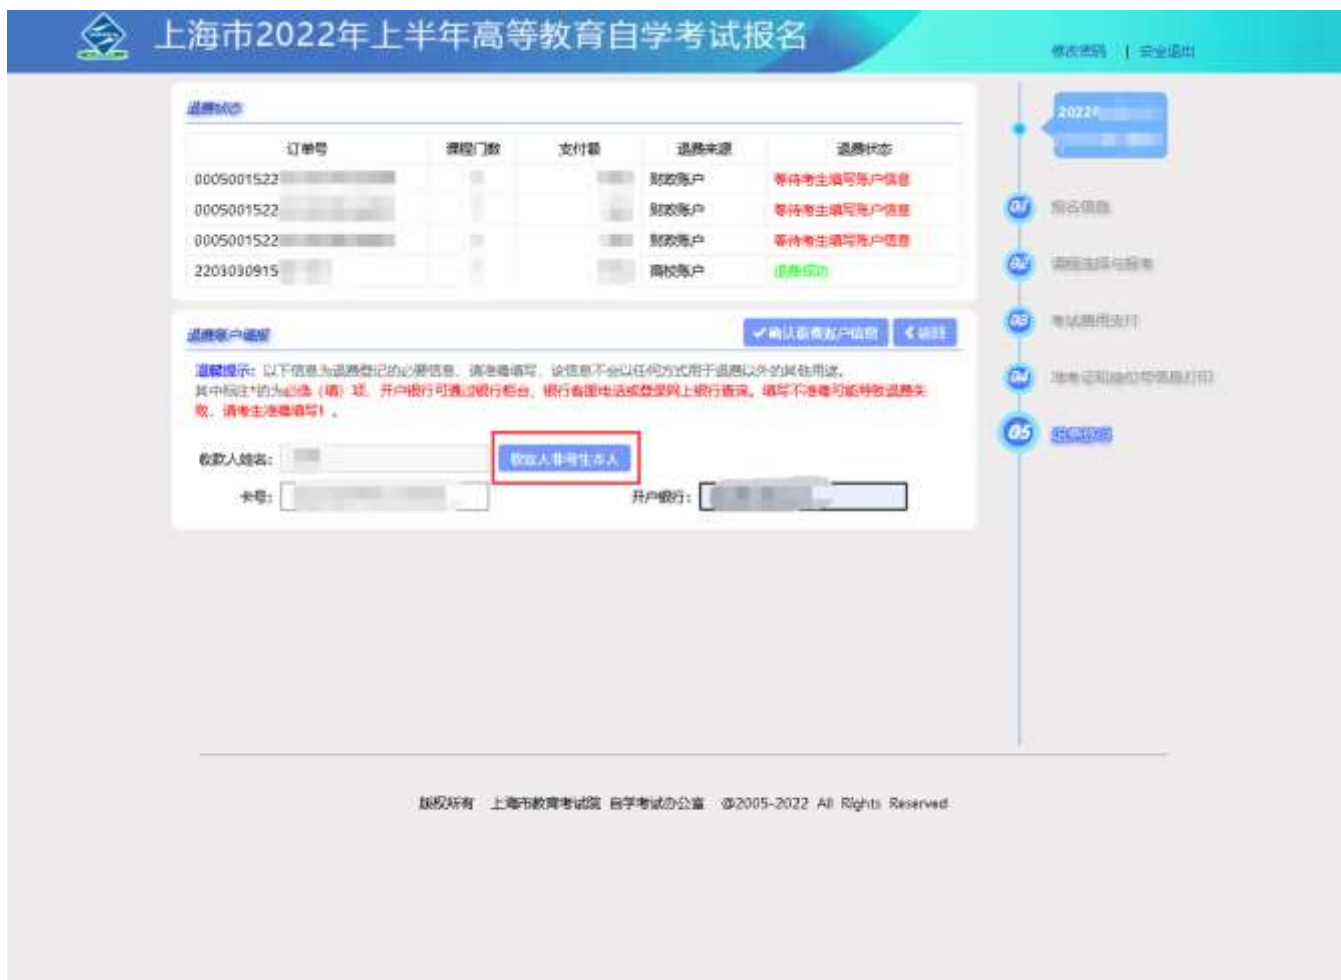 上海市2022年上半年高等教育自学考试报名
修改密码 | 安全退出
退费状态
2022
订单号 课程门数 支付额 退费来源 退费状态
0005001522 财政账户 等待考生填写账户信息
0005001522 财政账户 等待考生填写账户信息
0005001522 财政账户 等待考生填写账户信息
2203030915 高校账户 退费成功
01 报名信息
02 课程选择与报考
03 考试费用支付
04 准考证和座位号信息打印
05
退费账户填报
确认退费账户信息 返回
温馨提示：以下信息为退费登记的必要信息，请准确填写，该信息不会以任何方式用于退费以外的其他用途。
其中标注*的为必选（填）项，开户银行可通过银行柜台、银行客服电话或登录网上银行查询。填写不准确可能导致退费失
败，请考生准确填写！。
收款人姓名： 收款人非考生本人
卡号： 开户银行：
版权所有 上海市教育考试院 自学考试办公室 @2005-2022 All Rights Reserved